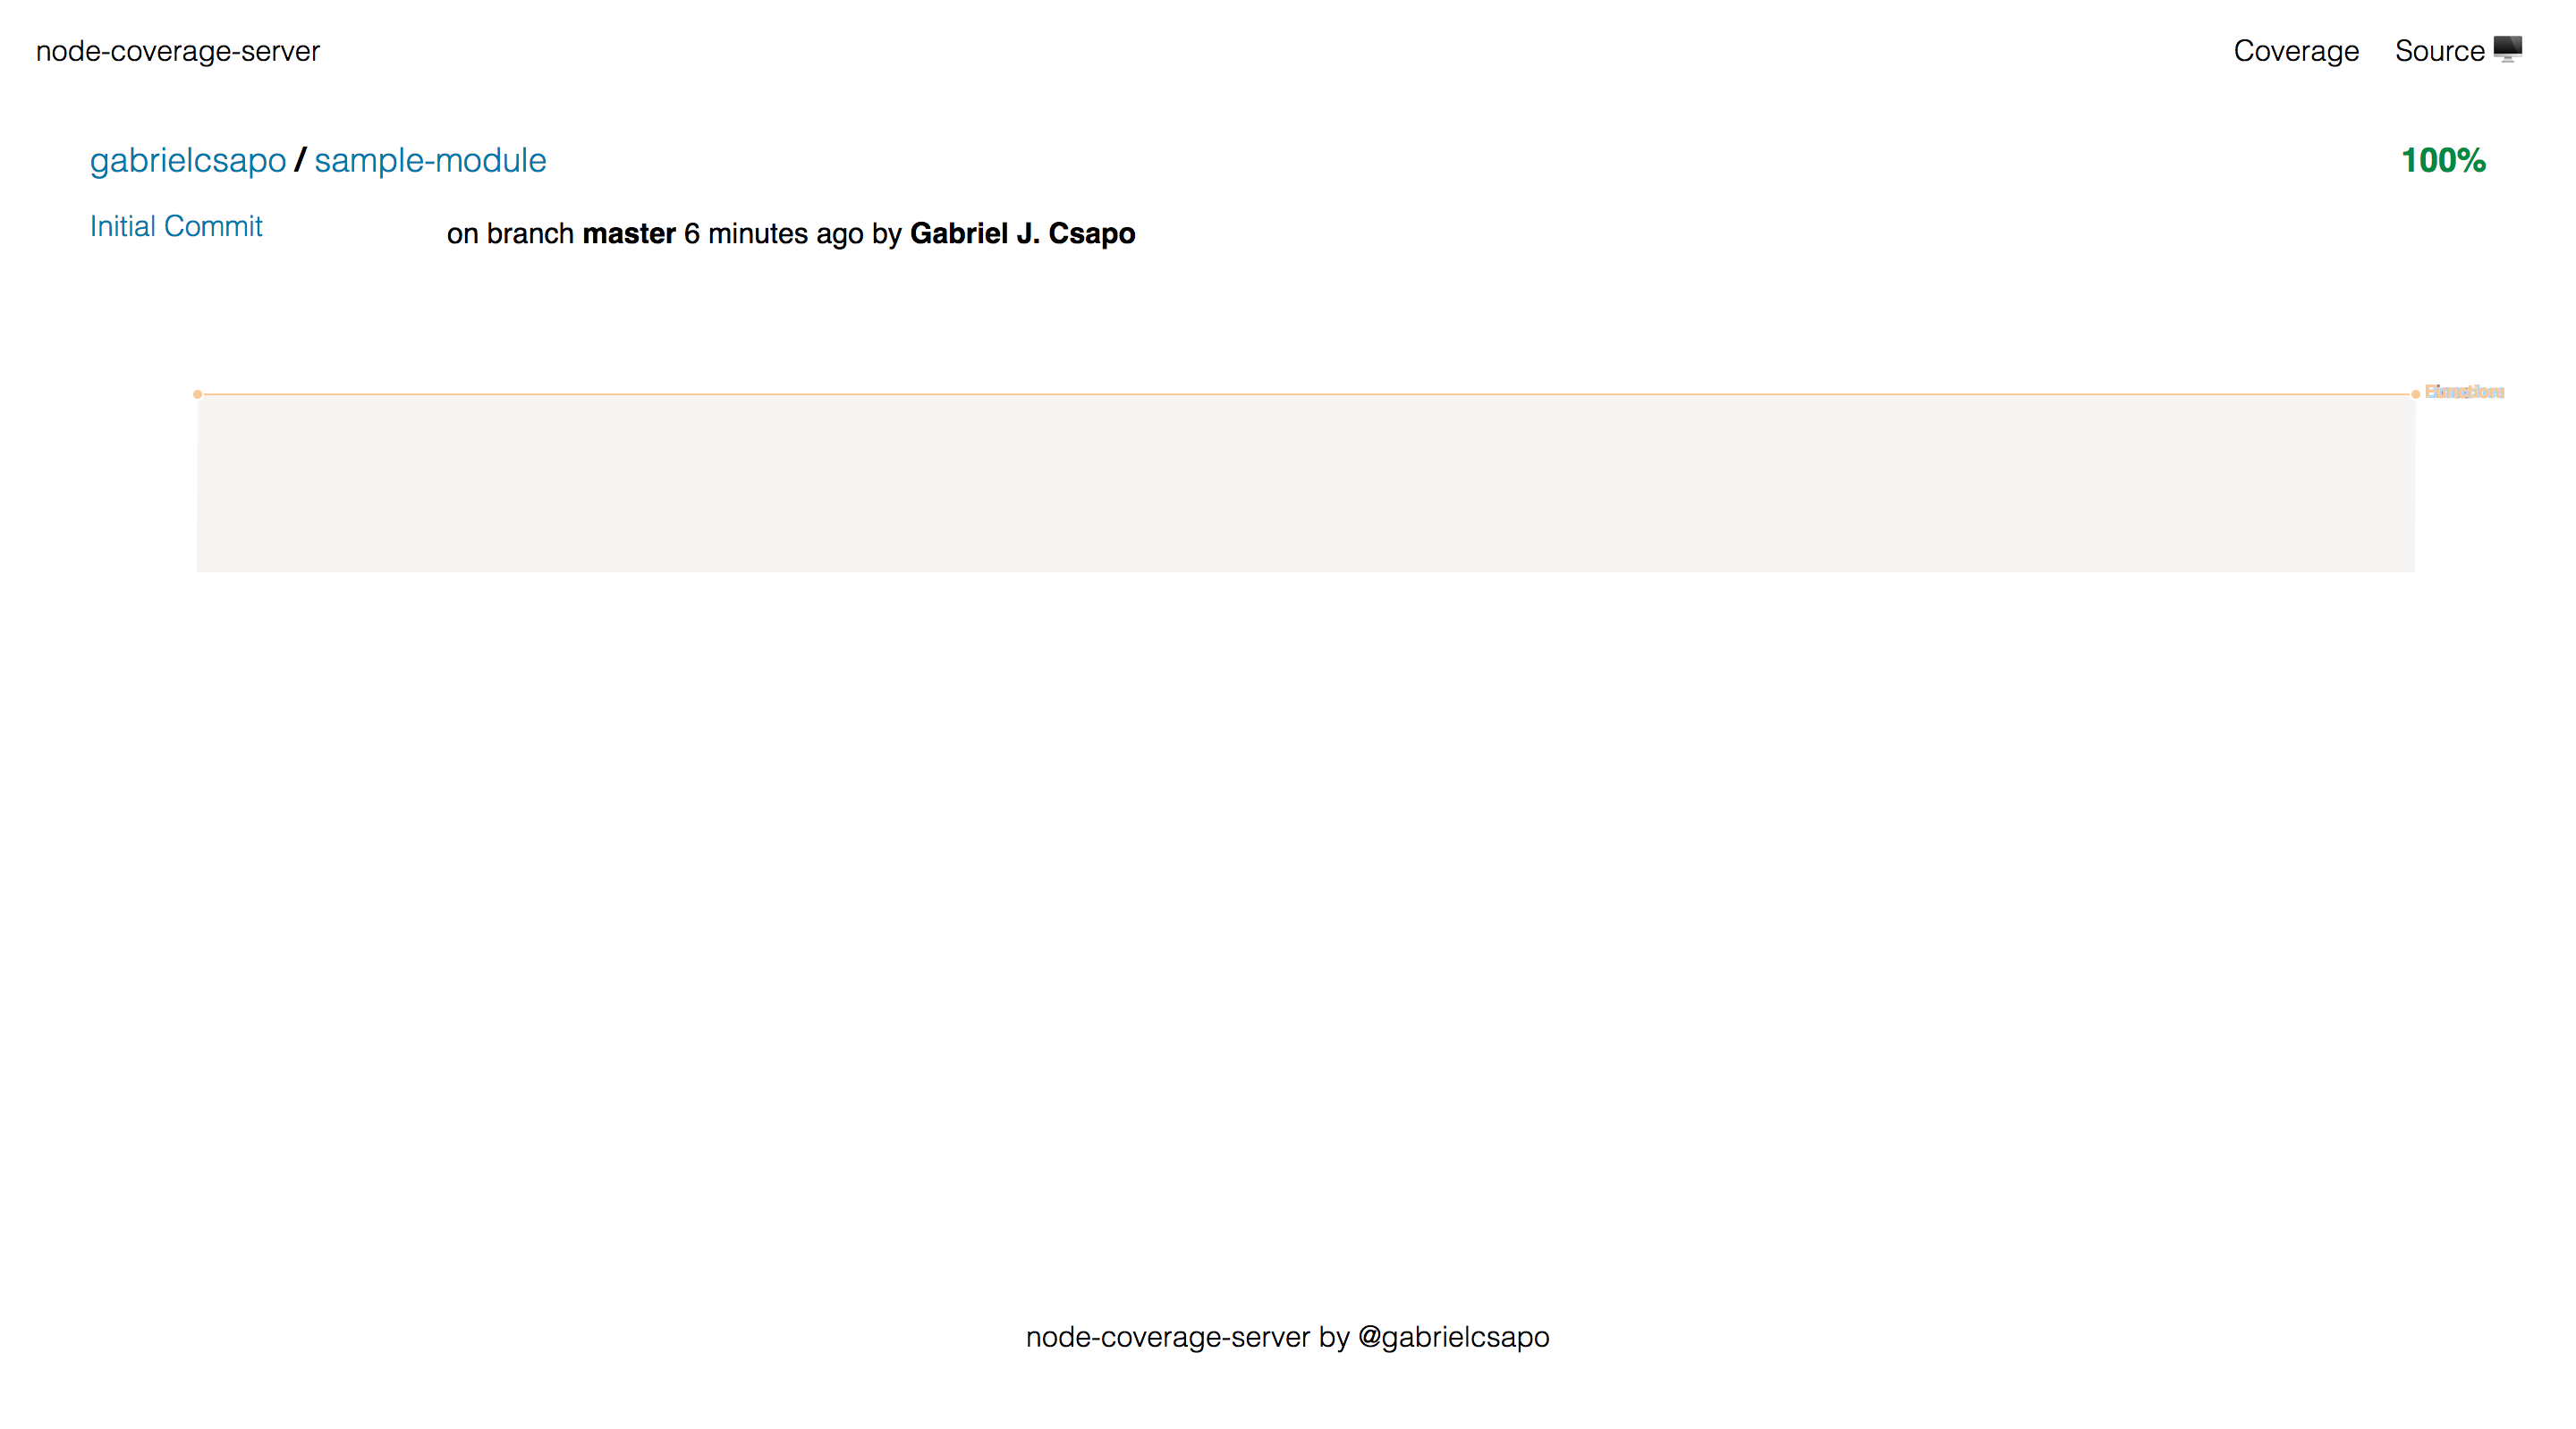 node-coverage-server Coverage Source
gabrielcsapo / sample-module 100%
Initial Commit on branch master 6 minutes ago by Gabriel J. Csapo
node-coverage-server by @gabrielcsapo